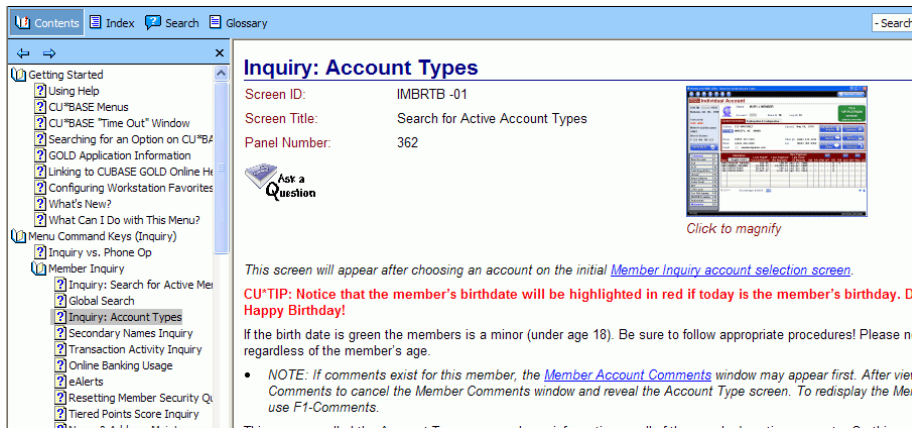 Contents Index Search Glossary
- Search
Getting Started
Using Help
CU*BASE Menus
CU*BASE "Time Out" Window
Searching for an Option on CU*BA
GOLD Application Information
Linking to CUBASE GOLD Online He
Configuring Workstation Favorites
What's New?
What Can I Do with This Menu?
Menu Command Keys (Inquiry)
Inquiry vs. Phone Op
Member Inquiry
Inquiry: Search for Active Mem
Global Search
Inquiry: Account Types
Secondary Names Inquiry
Transaction Activity Inquiry
Online Banking Usage
eAlerts
Resetting Member Security Qu
Tiered Points Score Inquiry
Inquiry: Account Types
Screen ID: IMBRTB -01
Screen Title: Search for Active Account Types
Panel Number: 362
Ask a
Question
Individual Account
Click to magnify
This screen will appear after choosing an account on the initial Member Inquiry account selection screen.
CU*TIP: Notice that the member's birthdate will be highlighted in red if today is the member's birthday. D
Happy Birthday!
If the birth date is green the members is a minor (under age 18). Be sure to follow appropriate procedures! Please no
regardless of the member's age.
• NOTE: If comments exist for this member, the Member Account Comments window may appear first. After view
Comments to cancel the Member Comments window and reveal the Account Type screen. To redisplay the Mem
use F1-Comments.